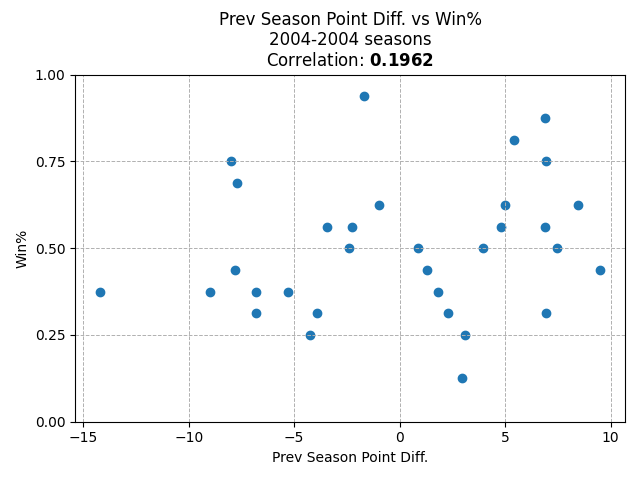 Prev Season Point Diff. vs Win%
2004-2004 seasons
Correlation: 0.1962
1.00
0.75
0.50
0.25
0.00
Win%
−15
−10
−5
0
5
10
Prev Season Point Diff.